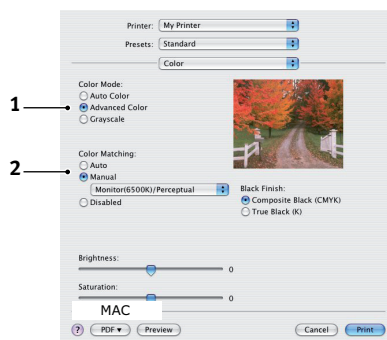 Printer: My Printer
Presets: Standard
Color
Color Mode:
Auto Color
1 Advanced Color
Grayscale
Color Matching:
Auto
2 Manual
Monitor(6500K)/Perceptual
Disabled
Black Finish:
Composite Black (CMYK)
True Black (K)
Brightness:
0
Saturation:
0
MAC
? PDF ▼ Preview Cancel Print